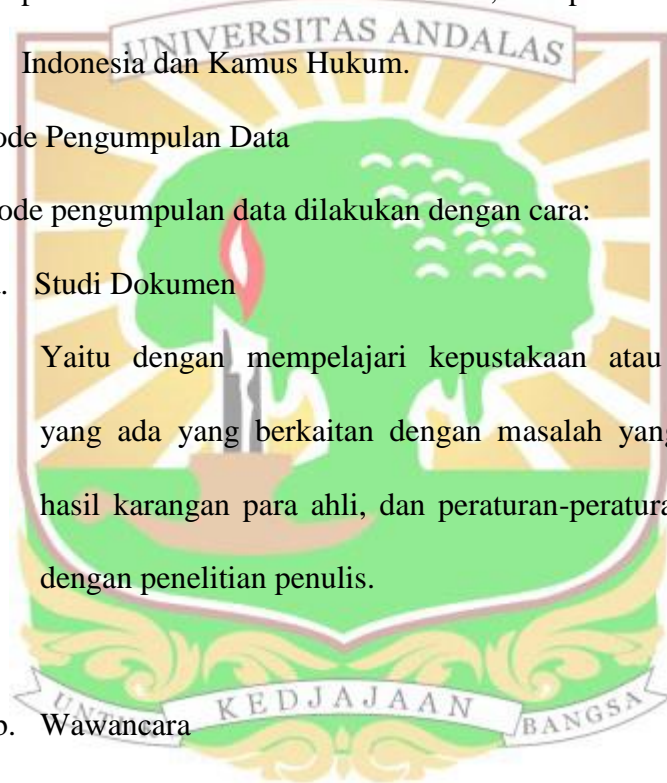 UNIVERSITAS ANDALAS
Indonesia dan Kamus Hukum.
ode Pengumpulan Data
ode pengumpulan data dilakukan dengan cara:
Studi Dokumen
Yaitu dengan mempelajari kepustakaan atau
yang ada yang berkaitan dengan masalah yang
hasil karangan para ahli, dan peraturan-peratura
dengan penelitian penulis.
b. Wawancara
UNTUK KEDJAJAAN BANGSA